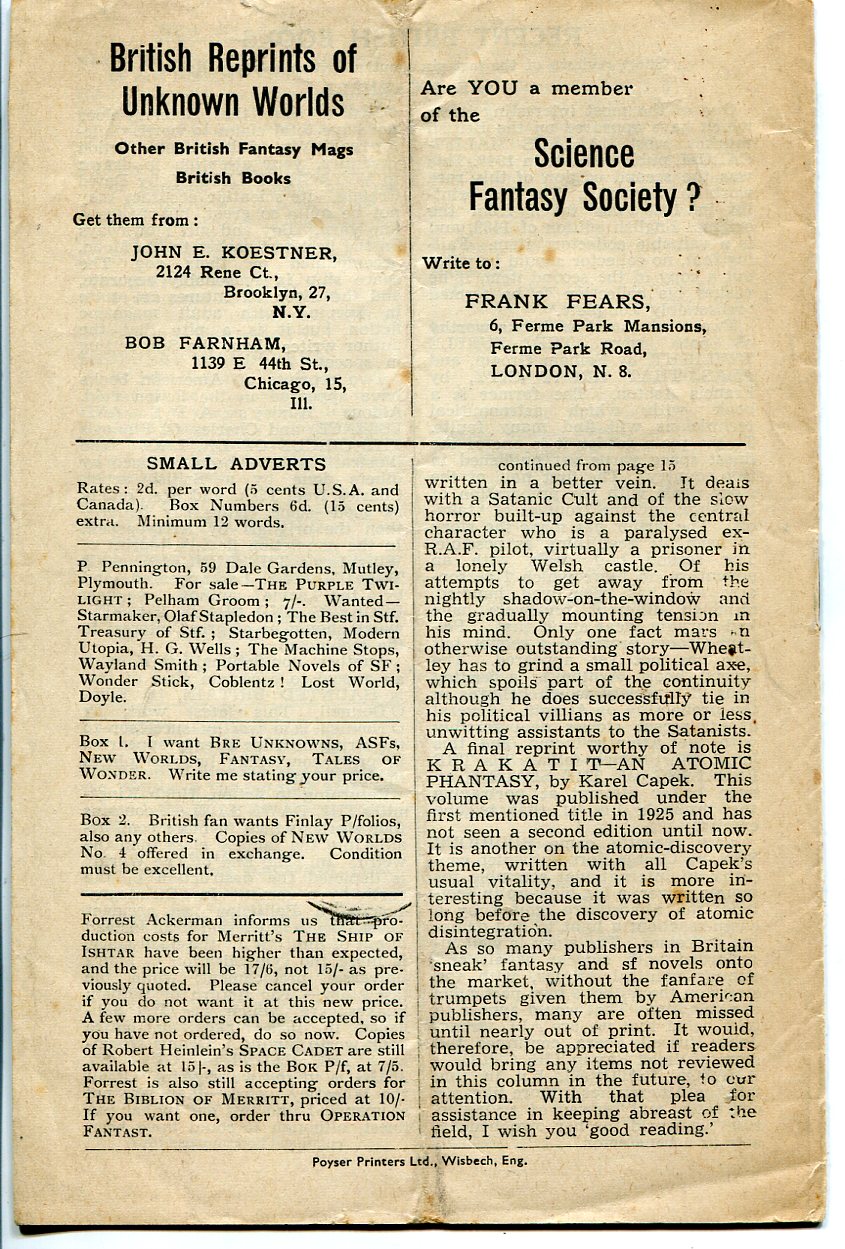 British Reprints of
Unknown Worlds
Other British Fantasy Mags
British Books
Get them from :
JOHN E. KOESTNER,
2124 Rene Ct.,
Brooklyn, 27,
N.Y.
BOB FARNHAM,
1139 E 44th St.,
Chicago, 15,
Ill.
Are YOU a member
of the
Science
Fantasy Society ?
Write to :
FRANK FEARS,
6, Ferme Park Mansions,
Ferme Park Road,
LONDON, N. 8.
SMALL ADVERTS
Rates : 2d. per word (5 cents U.S.A. and
Canada). Box Numbers 6d. (15 cents)
extra. Minimum 12 words.
P Pennington, 59 Dale Gardens, Mutley,
Plymouth. For sale—THE PURPLE TWI-
LIGHT ; Pelham Groom ; 7/-. Wanted—
Starmaker, Olaf Stapledon ; The Best in Stf.
Treasury of Stf. ; Starbegotten, Modern
Utopia, H. G. Wells ; The Machine Stops,
Wayland Smith ; Portable Novels of SF ;
Wonder Stick, Coblentz ! Lost World,
Doyle.
Box 1. I want BRE UNKNOWNS, ASFs,
NEW WORLDS, FANTASY, TALES OF
WONDER. Write me stating your price.
Box 2. British fan wants Finlay P/folios,
also any others. Copies of NEW WORLDS
No. 4 offered in exchange. Condition
must be excellent.
Forrest Ackerman informs us that pro-
duction costs for Merritt's THE SHIP OF
ISHTAR have been higher than expected,
and the price will be 17/6, not 15/- as pre-
viously quoted. Please cancel your order
if you do not want it at this new price.
A few more orders can be accepted, so if
you have not ordered, do so now. Copies
of Robert Heinlein's SPACE CADET are still
available at 15/-, as is the BOK P/f, at 7/5.
Forrest is also still accepting orders for
THE BIBLION OF MERRITT, priced at 10/-
If you want one, order thru OPERATION
FANTAST.
continued from page 15
written in a better vein. It deals
with a Satanic Cult and of the slow
horror built-up against the central
character who is a paralysed ex-
R.A.F. pilot, virtually a prisoner in
a lonely Welsh castle. Of his
attempts to get away from the
nightly shadow-on-the-window and
the gradually mounting tension in
his mind. Only one fact mars an
otherwise outstanding story—Wheat-
ley has to grind a small political axe,
which spoils part of the continuity
although he does successfully tie in
his political villians as more or less
unwitting assistants to the Satanists.
A final reprint worthy of note is
K R A K A T I T—AN ATOMIC
PHANTASY, by Karel Capek. This
volume was published under the
first mentioned title in 1925 and has
not seen a second edition until now.
It is another on the atomic-discovery
theme, written with all Capek's
usual vitality, and it is more in-
teresting because it was written so
long before the discovery of atomic
disintegration.
As so many publishers in Britain
'sneak' fantasy and sf novels onto
the market, without the fanfare of
trumpets given them by American
publishers, many are often missed
until nearly out of print. It would,
therefore, be appreciated if readers
would bring any items not reviewed
in this column in the future, to our
attention. With that plea for
assistance in keeping abreast of the
field, I wish you 'good reading.'
Poyser Printers Ltd., Wisbech, Eng.